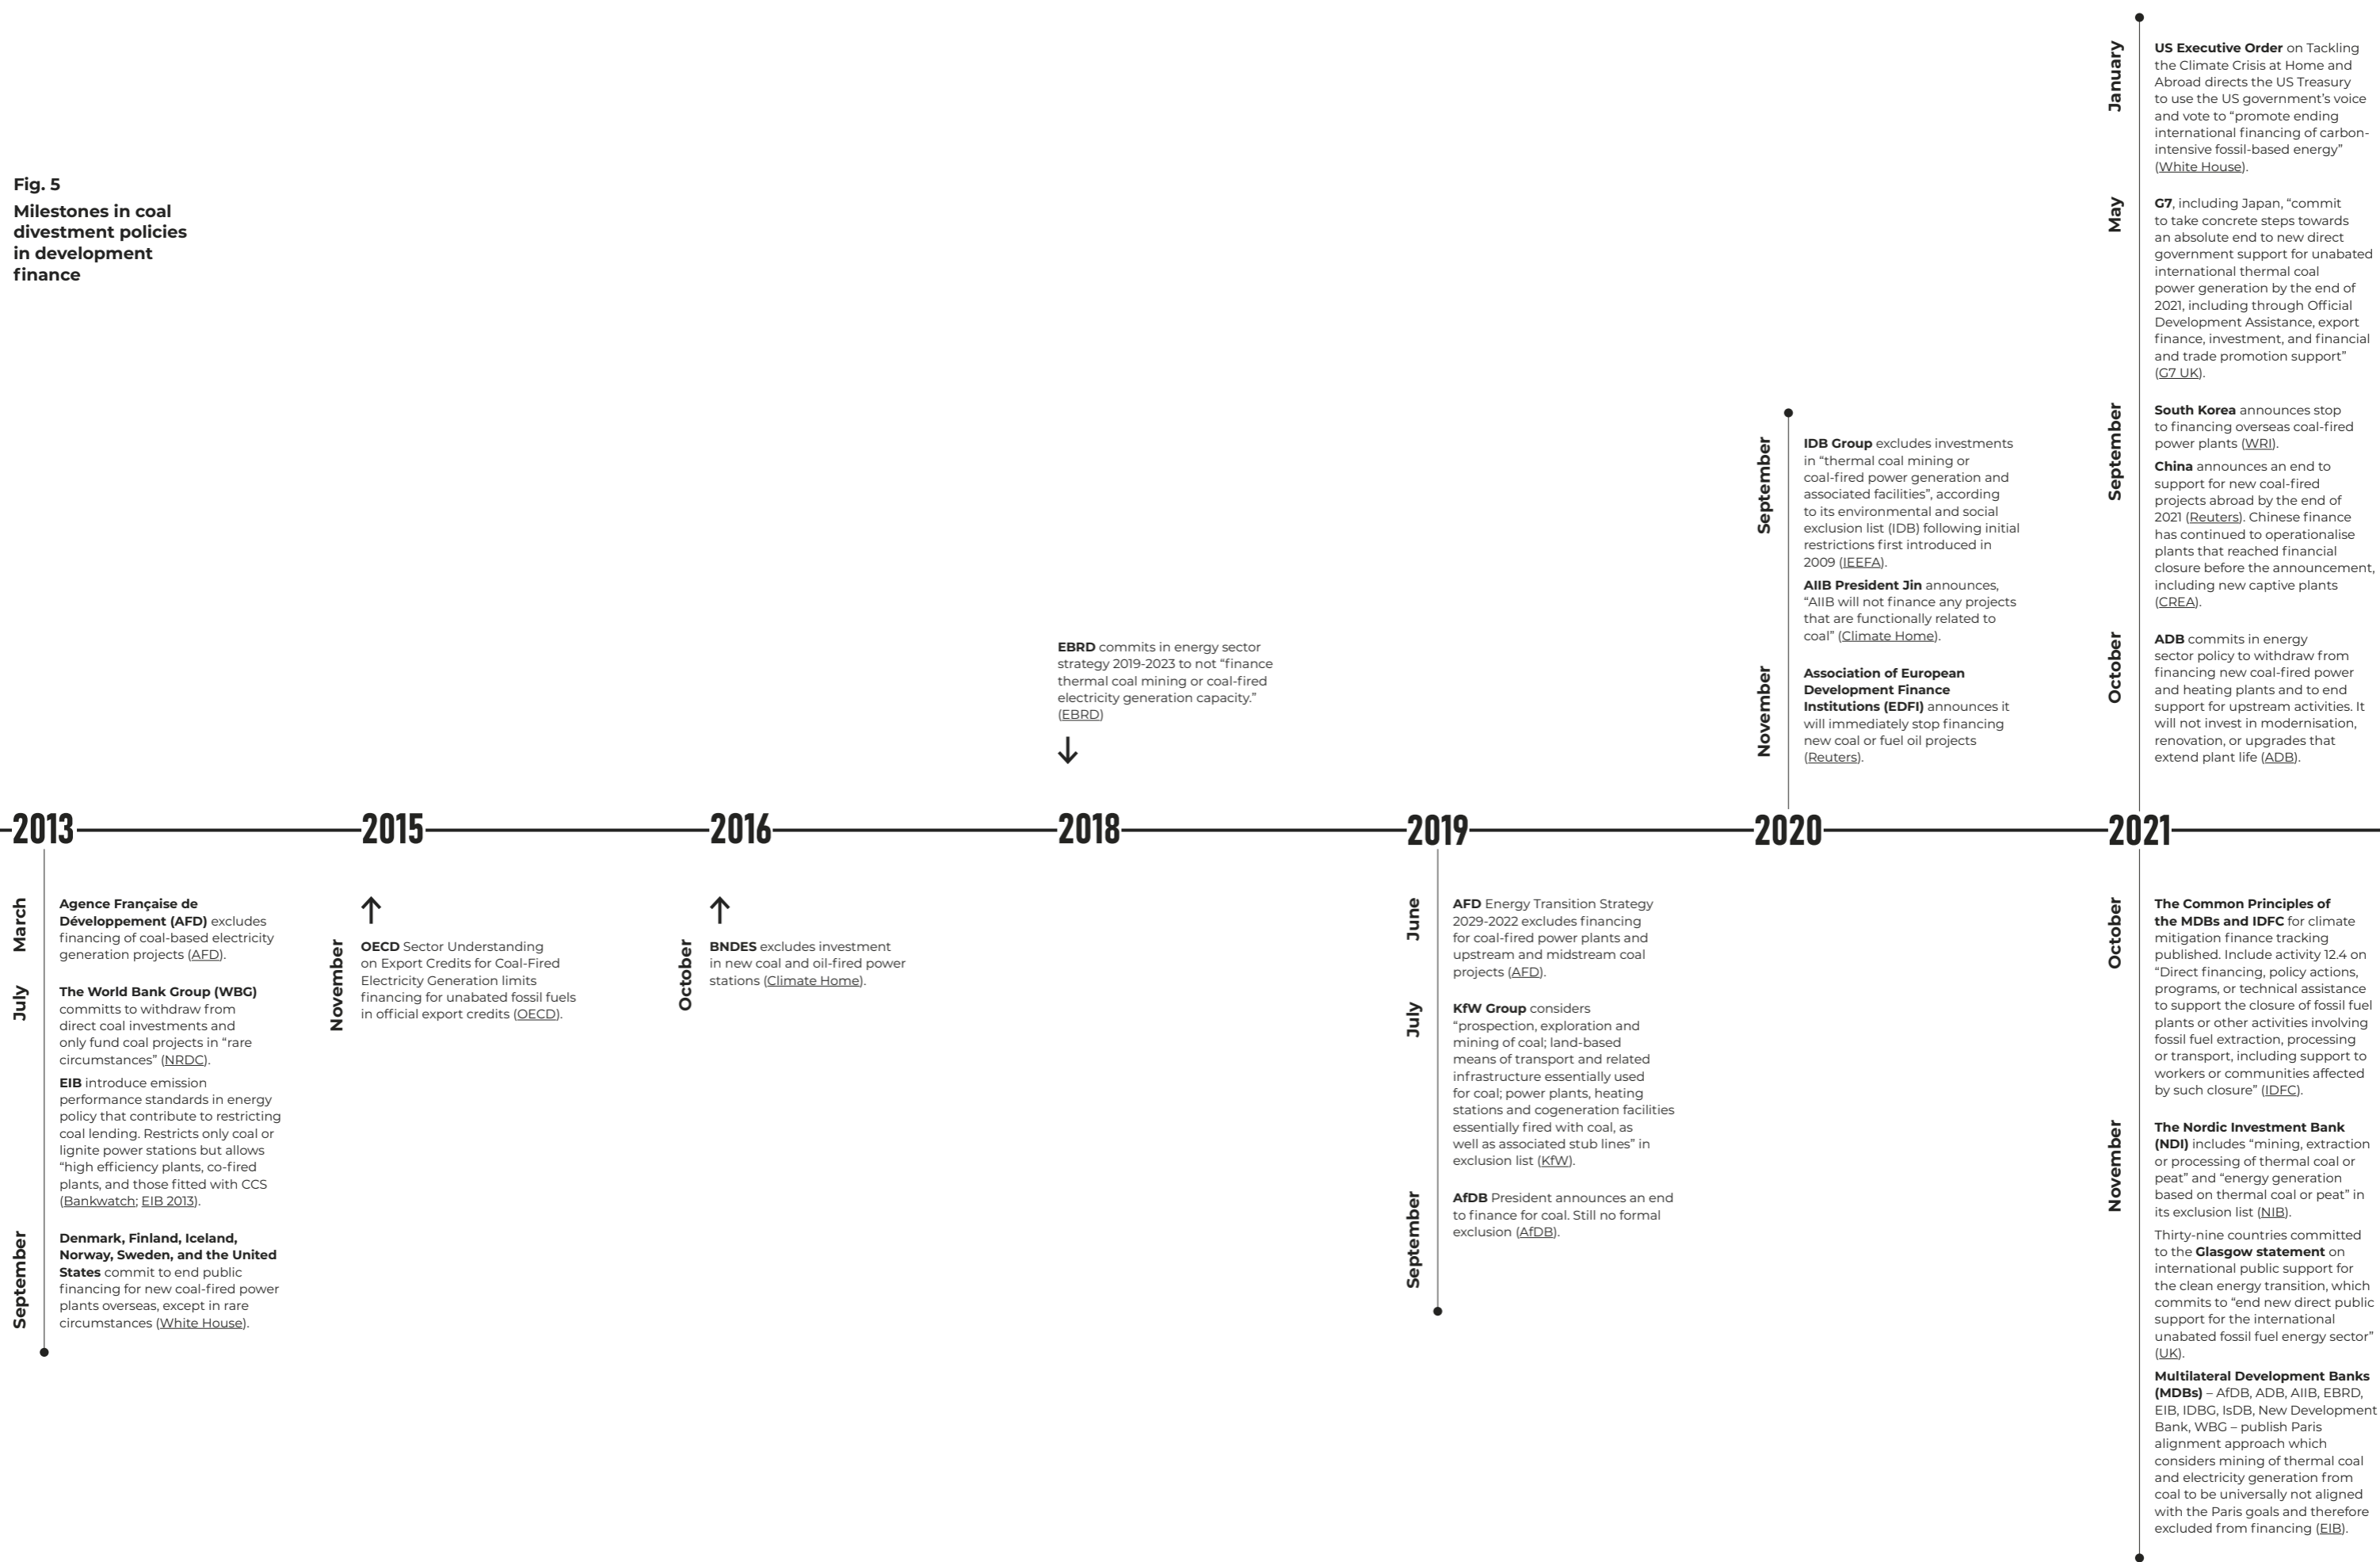 Fig. 5
Milestones in coal
divestment policies
in development
finance
2013
March
Agence Française de
Développement (AFD) excludes
financing of coal-based electricity
generation projects (AFD).
July
The World Bank Group (WBG)
committs to withdraw from
direct coal investments and
only fund coal projects in “rare
circumstances” (NRDC).
EIB introduce emission
performance standards in energy
policy that contribute to restricting
coal lending. Restricts only coal or
lignite power stations but allows
“high efficiency plants, co-fired
plants, and those fitted with CCS
(Bankwatch; EIB 2013).
September
Denmark, Finland, Iceland,
Norway, Sweden, and the United
States commit to end public
financing for new coal-fired power
plants overseas, except in rare
circumstances (White House).
2015
November
OECD Sector Understanding
on Export Credits for Coal-Fired
Electricity Generation limits
financing for unabated fossil fuels
in official export credits (OECD).
2016
October
BNDES excludes investment
in new coal and oil-fired power
stations (Climate Home).
EBRD commits in energy sector
strategy 2019-2023 to not “finance
thermal coal mining or coal-fired
electricity generation capacity.”
(EBRD)
2018
2019
June
AFD Energy Transition Strategy
2029-2022 excludes financing
for coal-fired power plants and
upstream and midstream coal
projects (AFD).
July
KfW Group considers
“prospection, exploration and
mining of coal; land-based
means of transport and related
infrastructure essentially used
for coal; power plants, heating
stations and cogeneration facilities
essentially fired with coal, as
well as associated stub lines” in
exclusion list (KfW).
September
AfDB President announces an end
to finance for coal. Still no formal
exclusion (AfDB).
September
IDB Group excludes investments
in “thermal coal mining or
coal-fired power generation and
associated facilities”, according
to its environmental and social
exclusion list (IDB) following initial
restrictions first introduced in
2009 (IEEFA).
AIIB President Jin announces,
“AIIB will not finance any projects
that are functionally related to
coal” (Climate Home).
November
Association of European
Development Finance
Institutions (EDFI) announces it
will immediately stop financing
new coal or fuel oil projects
(Reuters).
2020
January
US Executive Order on Tackling
the Climate Crisis at Home and
Abroad directs the US Treasury
to use the US government’s voice
and vote to “promote ending
international financing of carbon-
intensive fossil-based energy”
(White House).
May
G7, including Japan, “commit
to take concrete steps towards
an absolute end to new direct
government support for unabated
international thermal coal
power generation by the end of
2021, including through Official
Development Assistance, export
finance, investment, and financial
and trade promotion support”
(G7 UK).
September
South Korea announces stop
to financing overseas coal-fired
power plants (WRI).
China announces an end to
support for new coal-fired
projects abroad by the end of
2021 (Reuters). Chinese finance
has continued to operationalise
plants that reached financial
closure before the announcement,
including new captive plants
(CREA).
October
ADB commits in energy
sector policy to withdraw from
financing new coal-fired power
and heating plants and to end
support for upstream activities. It
will not invest in modernisation,
renovation, or upgrades that
extend plant life (ADB).
2021
October
The Common Principles of
the MDBs and IDFC for climate
mitigation finance tracking
published. Include activity 12.4 on
“Direct financing, policy actions,
programs, or technical assistance
to support the closure of fossil fuel
plants or other activities involving
fossil fuel extraction, processing
or transport, including support to
workers or communities affected
by such closure” (IDFC).
November
The Nordic Investment Bank
(NDI) includes “mining, extraction
or processing of thermal coal or
peat” and “energy generation
based on thermal coal or peat” in
its exclusion list (NIB).
Thirty-nine countries committed
to the Glasgow statement on
international public support for
the clean energy transition, which
commits to “end new direct public
support for the international
unabated fossil fuel energy sector”
(UK).
Multilateral Development Banks
(MDBs) – AfDB, ADB, AIIB, EBRD,
EIB, IDBG, IsDB, New Development
Bank, WBG – publish Paris
alignment approach which
considers mining of thermal coal
and electricity generation from
coal to be universally not aligned
with the Paris goals and therefore
excluded from financing (EIB).